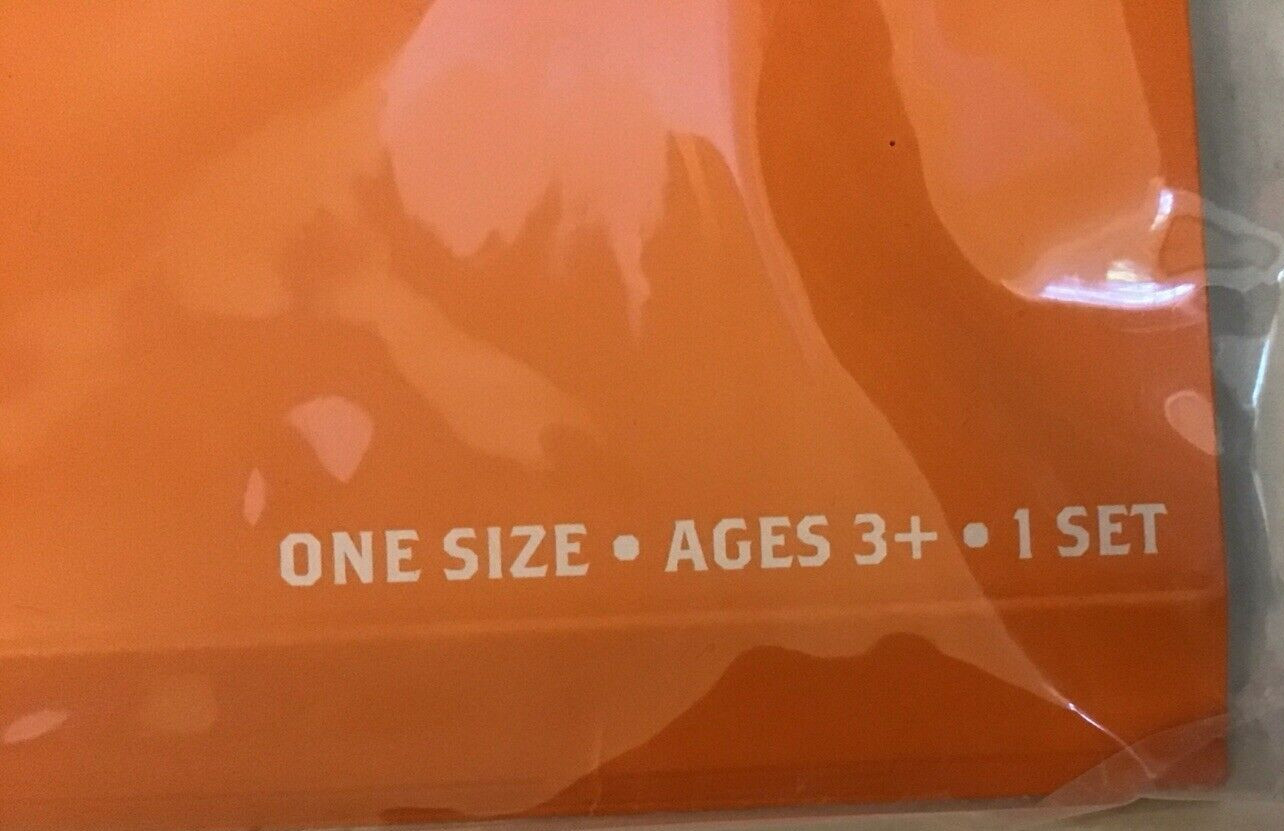 ONE SIZE • AGES 3+ • 1 SET